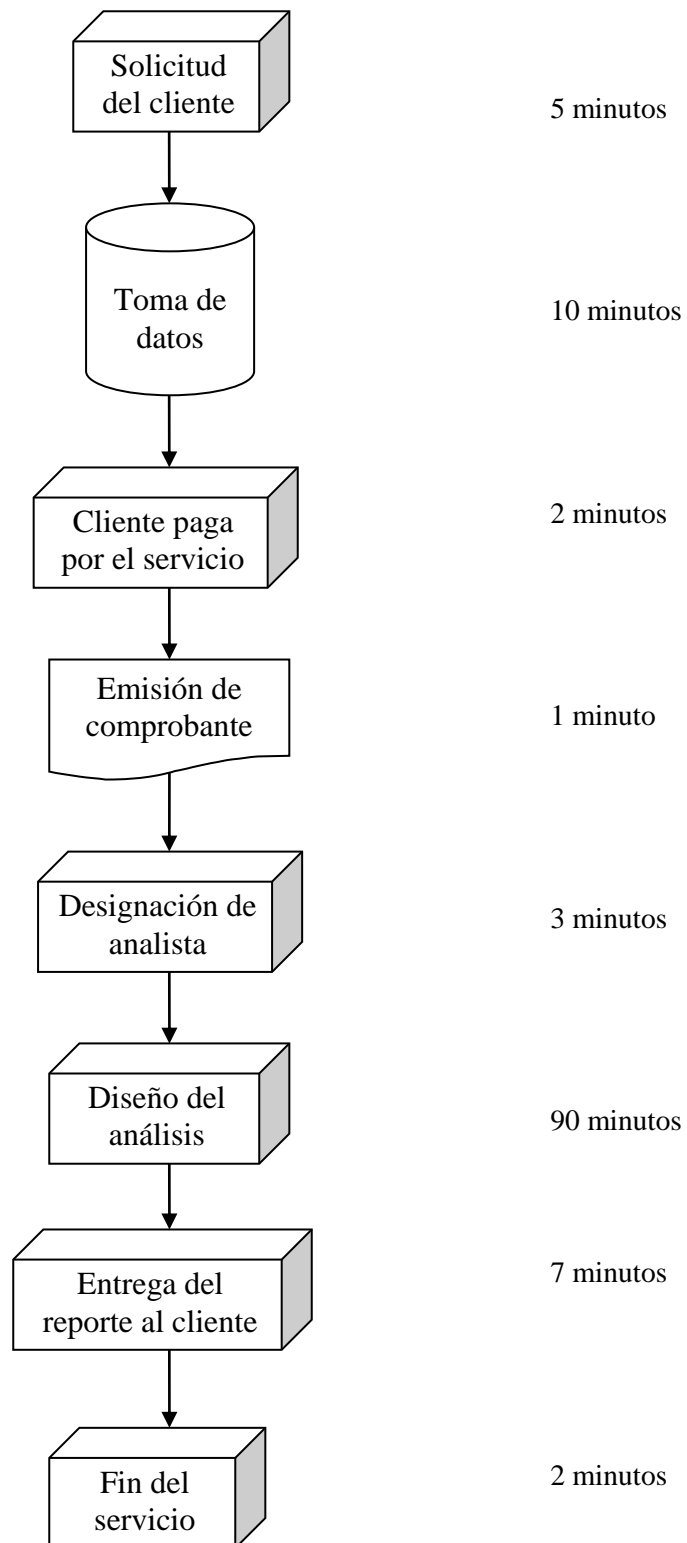 Solicitud
del cliente
5 minutos
Toma de
datos
10 minutos
Cliente paga
por el servicio
2 minutos
Emisión de
comprobante
1 minuto
Designación de
analista
3 minutos
Diseño del
análisis
90 minutos
Entrega del
reporte al cliente
7 minutos
Fin del
servicio
2 minutos